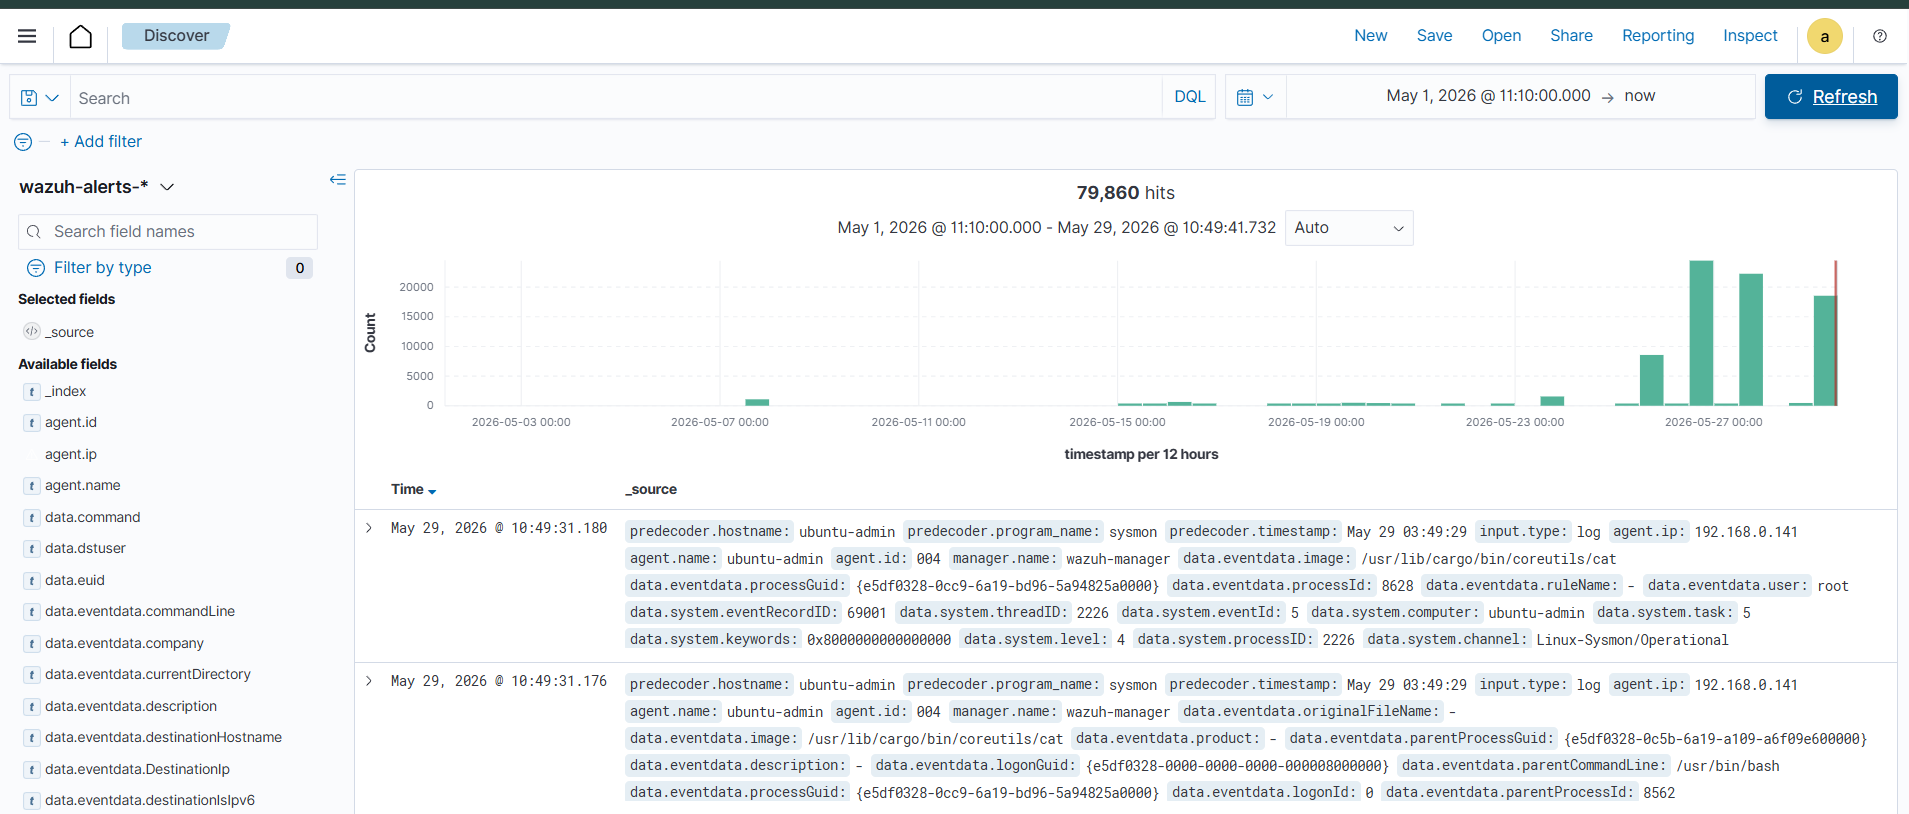 Discover
New Save Open Share Reporting Inspect a
Search DQL May 1, 2026 @ 11:10:00.000 → now Refresh
+ Add filter
wazuh-alerts-*
Search field names
Filter by type 0
Selected fields
_source
Available fields
t _index
t agent.id
agent.ip
t agent.name
t data.command
t data.dstuser
t data.euid
t data.eventdata.commandLine
t data.eventdata.company
t data.eventdata.currentDirectory
t data.eventdata.description
t data.eventdata.destinationHostname
t data.eventdata.DestinationIp
t data.eventdata.destinationIsIpv6
79,860 hits
May 1, 2026 @ 11:10:00.000 - May 29, 2026 @ 10:49:41.732 Auto
Count
20000
15000
10000
5000
0
2026-05-03 00:00 2026-05-07 00:00 2026-05-11 00:00 2026-05-15 00:00 2026-05-19 00:00 2026-05-23 00:00 2026-05-27 00:00
timestamp per 12 hours
Time _source
May 29, 2026 @ 10:49:31.180 predecoder.hostname: ubuntu-admin predecoder.program_name: sysmon predecoder.timestamp: May 29 03:49:29 input.type: log agent.ip: 192.168.0.141
agent.name: ubuntu-admin agent.id: 004 manager.name: wazuh-manager data.eventdata.image: /usr/lib/cargo/bin/coreutils/cat
data.eventdata.processGuid: {e5df0328-0cc9-6a19-bd96-5a94825a0000} data.eventdata.processId: 8628 data.eventdata.ruleName: - data.eventdata.user: root
data.system.eventRecordID: 69001 data.system.threadID: 2226 data.system.eventId: 5 data.system.computer: ubuntu-admin data.system.task: 5
data.system.keywords: 0x8000000000000000 data.system.level: 4 data.system.processID: 2226 data.system.channel: Linux-Sysmon/Operational
May 29, 2026 @ 10:49:31.176 predecoder.hostname: ubuntu-admin predecoder.program_name: sysmon predecoder.timestamp: May 29 03:49:29 input.type: log agent.ip: 192.168.0.141
agent.name: ubuntu-admin agent.id: 004 manager.name: wazuh-manager data.eventdata.originalFileName: -
data.eventdata.image: /usr/lib/cargo/bin/coreutils/cat data.eventdata.product: - data.eventdata.parentProcessGuid: {e5df0328-0c5b-6a19-a109-a6f09e600000}
data.eventdata.description: - data.eventdata.logonGuid: {e5df0328-0000-0000-0000-000008000000} data.eventdata.parentCommandLine: /usr/bin/bash
data.eventdata.processGuid: {e5df0328-0cc9-6a19-bd96-5a94825a0000} data.eventdata.logonId: 0 data.eventdata.parentProcessId: 8562